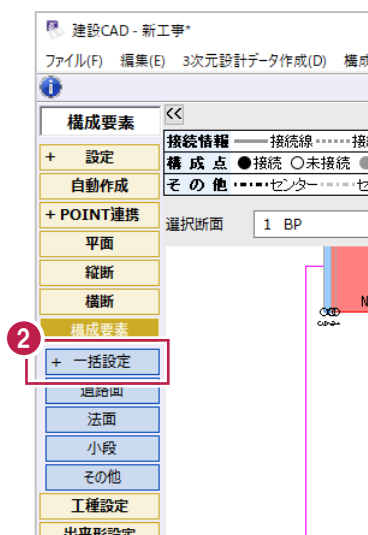 建設CAD - 新工事*
ファイル(F) 編集(E) 3次元設計データ作成(D) 構成
構成要素
<<
接続情報 接続線 接続
構成点 ●接続 ○未接続
その他 センター セ
+ 設定
自動作成
+ POINT連携
選択断面 1 BP
平面
縦断
横断
構成要素
N
2
+ 一括設定
道路面
法面
小段
その他
工種設定
出来形設定